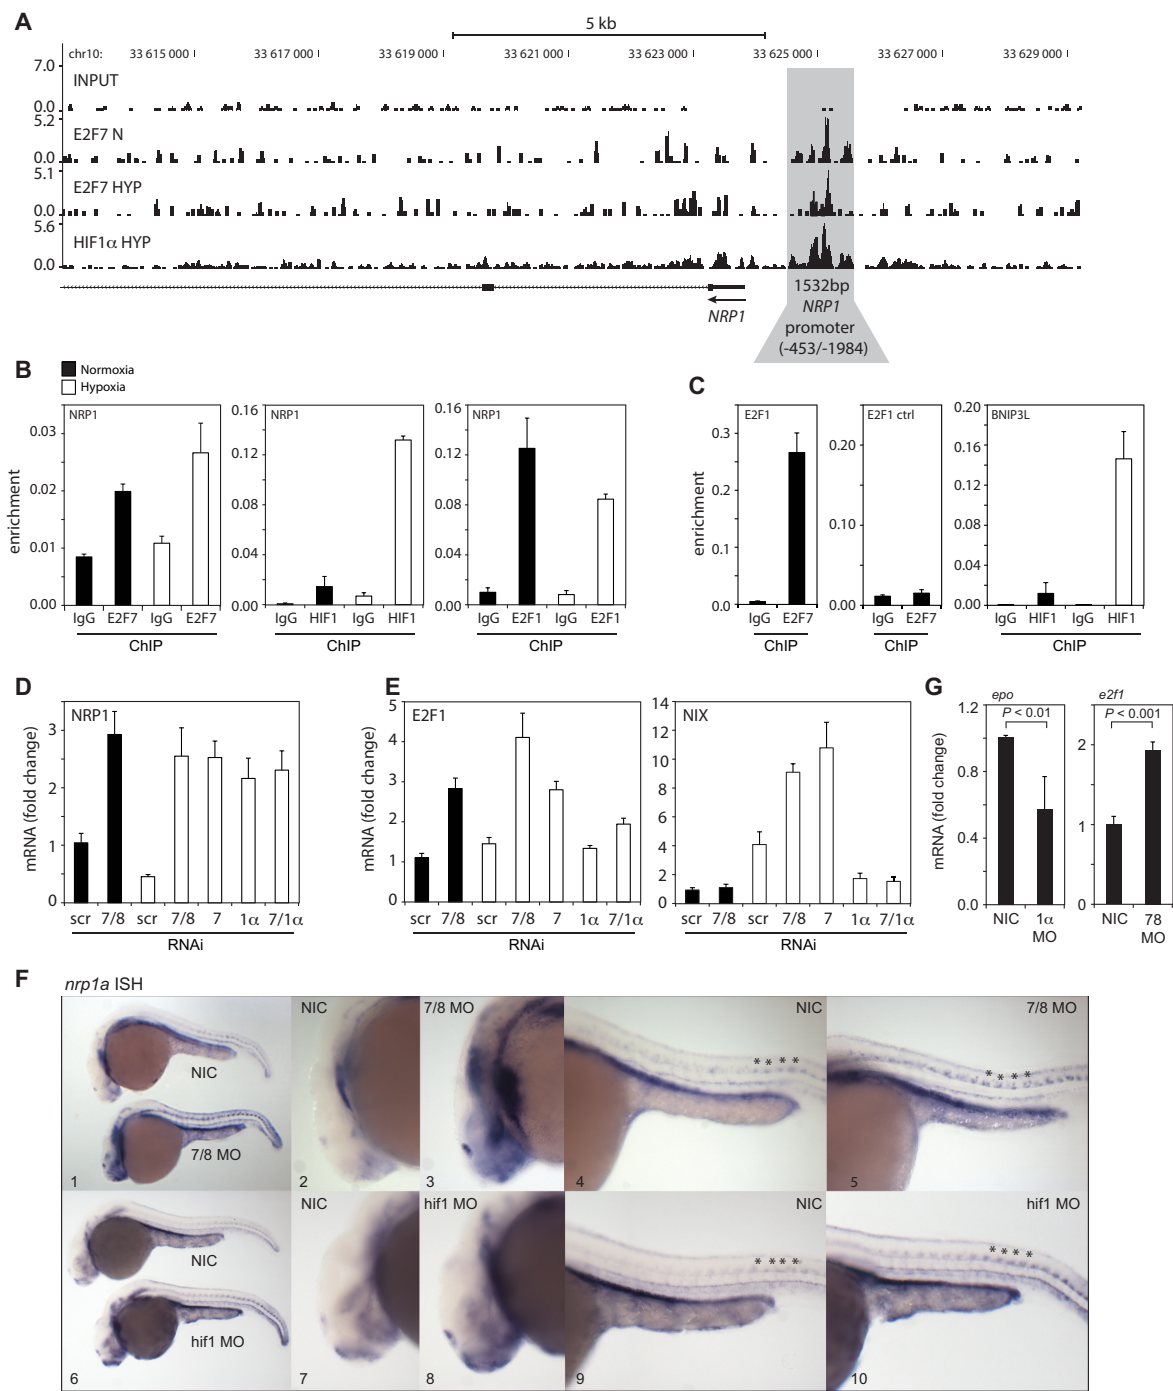 A
5 kb
chr10: 33 615 000 33 617 000 33 619 000 33 621 000 33 623 000 33 625 000 33 627 000 33 629 000
7.0
INPUT
0.0
5.2
E2F7 N
0.0
5.1
E2F7 HYP
0.0
5.6
HIF1α HYP
0.0
NRP1
1532bp
NRP1
promoter
(-453/-1984)
B
Normoxia
Hypoxia
enrichment
NRP1
0.03
0.02
0.01
0.00
IgG E2F7 IgG E2F7
ChIP
NRP1
0.16
0.12
0.08
0.04
0.00
IgG HIF1 IgG HIF1
ChIP
NRP1
0.16
0.12
0.08
0.04
0.00
IgG E2F1 IgG E2F1
ChIP
C
enrichment
E2F1
0.3
0.2
0.1
0.0
IgG E2F7
ChIP
E2F1 ctrl
0.20
0.10
0.00
IgG E2F7
ChIP
BNIP3L
0.20
0.16
0.12
0.08
0.04
0.00
IgG HIF1 IgG HIF1
ChIP
D
mRNA (fold change)
NRP1
3
2
1
0
scr 7/8 scr 7/8 7 1α 7/1α
RNAi
E
mRNA (fold change)
E2F1
5
4
3
2
1
0
scr 7/8 scr 7/8 7 1α 7/1α
NIX
14
12
10
8
6
4
2
0
scr 7/8 scr 7/8 7 1α 7/1α
RNAi
G
mRNA (fold change)
epo
P < 0.01
1.2
0.8
0.4
0.0
NIC 1α
MO
e2f1
P < 0.001
2
1
0
NIC 78
MO
F
nrp1a ISH
NIC
7/8 MO
1
NIC
2
7/8 MO
3
NIC
* * * *
4
7/8 MO
* * * *
5
NIC
hif1 MO
6
NIC
7
hif1 MO
8
NIC
* * * *
9
hif1 MO
* * * *
10